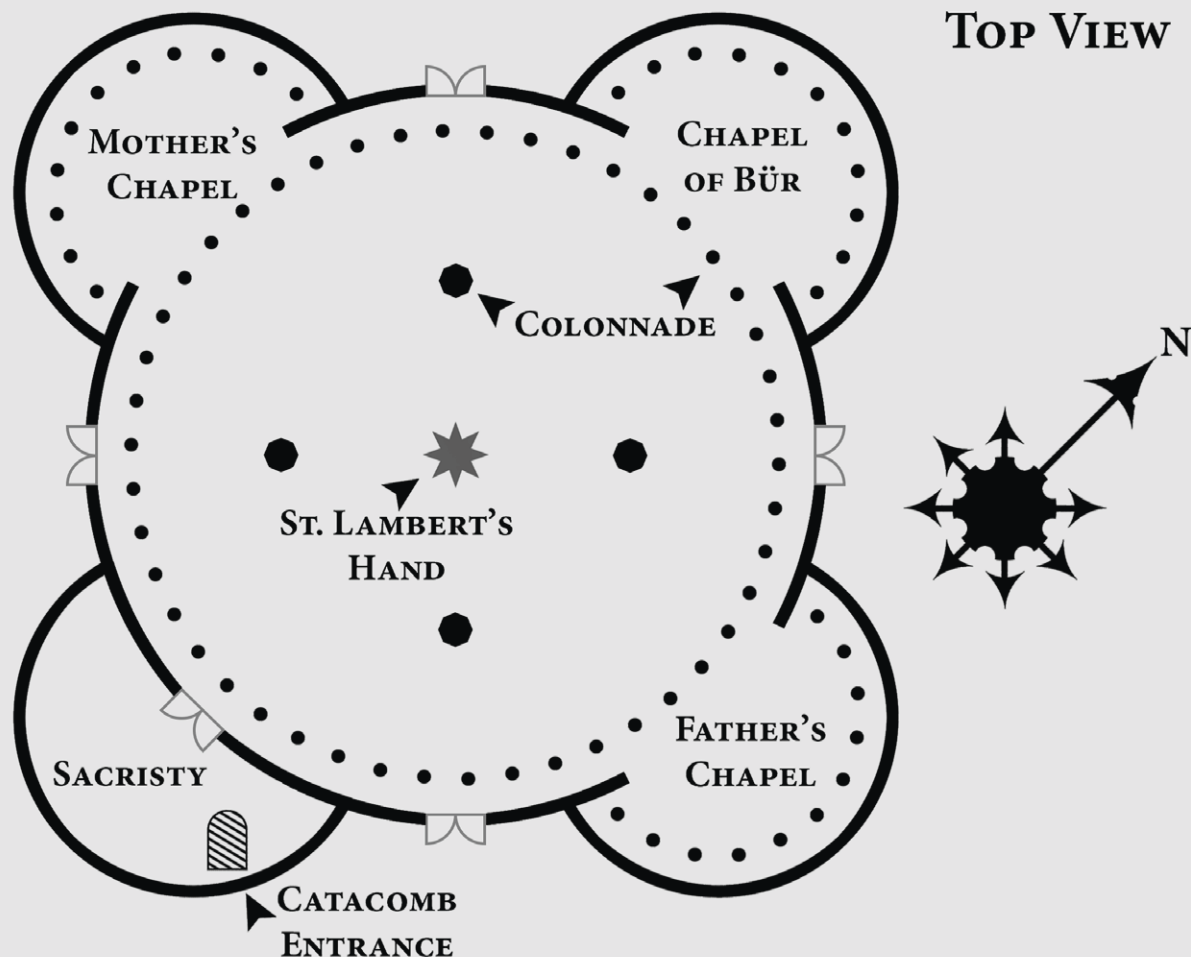 Top View
Mother's
Chapel
Chapel
of Bür
Colonnade
N
St. Lambert's
Hand
Father's
Chapel
Sacristy
Catacomb
Entrance